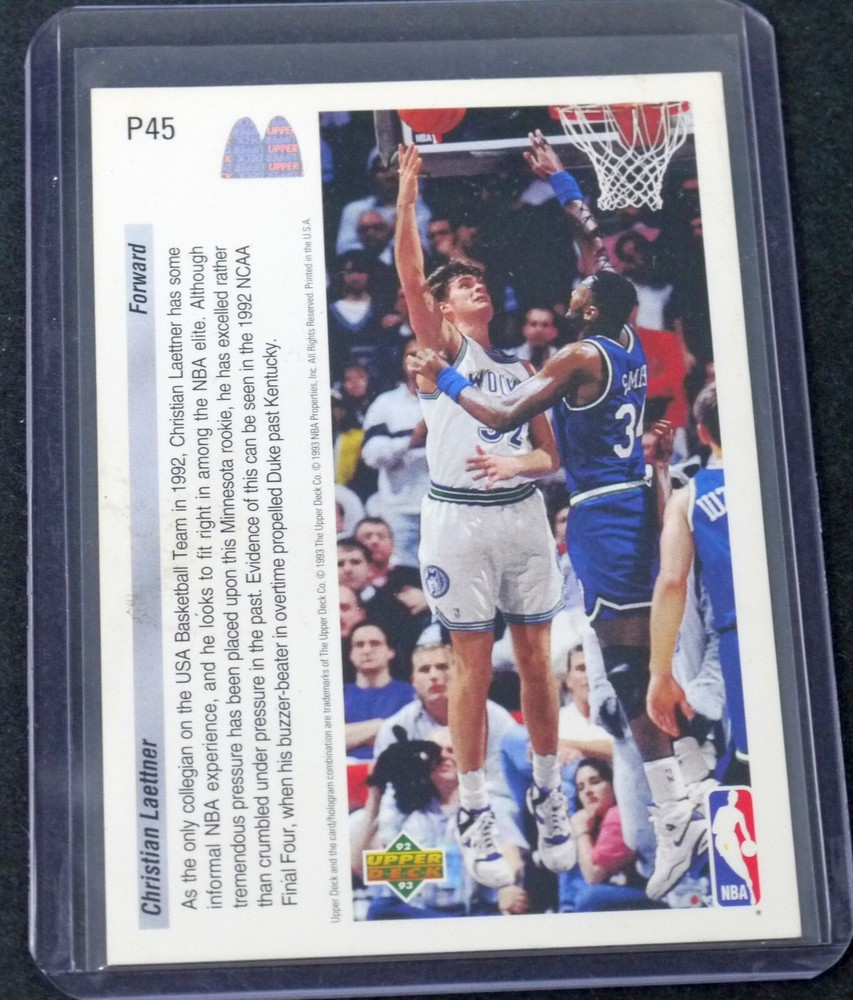 P45
UPPER
UPPER
UPPER
Christian Laettner Forward
As the only collegian on the USA Basketball Team in 1992, Christian Laettner has some
informal NBA experience, and he looks to fit right in among the NBA elite. Although
tremendous pressure has been placed upon this Minnesota rookie, he has excelled rather
than crumbled under pressure in the past. Evidence of this can be seen in the 1992 NCAA
Final Four, when his buzzer-beater in overtime propelled Duke past Kentucky.
Upper Deck and the card/hologram combination are trademarks of The Upper Deck Co. © 1993 The Upper Deck Co. © 1993 NBA Properties, Inc. All Rights Reserved. Printed in the U.S.A.
NBA
WOLV
32
34
92
UPPER
DECK
93
NBA
®